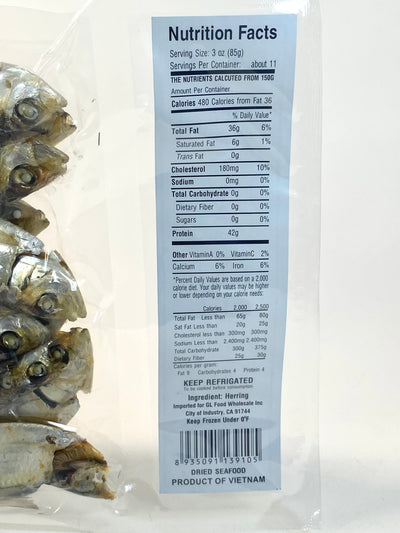 Nutrition Facts
Serving Size: 3 oz (85g)
Servings Per Container: about 11
THE NUTRIENTS CALCUTED FROM 150G
Amount Per Container
Calories 480 Calories from Fat 36
% Daily Value*
Total Fat 36g 6%
Saturated Fat 6g 1%
Trans Fat 0g
Cholesterol 180mg 10%
Sodium 0mg 0%
Total Carbohydrate 0g 0%
Dietary Fiber 0g 0%
Sugars 0g 0%
Protein 42g
Other VitaminA 0% VitaminC 2%
Calcium 6% Iron 6%
*Percent Daily Values are based on a 2,000
calorie diet. Your daily values may be higher
or lower depending on your calorie needs:
Calories 2,000 2,500
Total Fat Less than 65g 80g
Sat Fat Less than 20g 25g
Cholesterol less than 300mg 300mg
Sodium Less than 2,400mg 2,400mg
Total Carbohydrate 300g 375g
Dietary Fiber 25g 30g
Calories per gram:
Fat 9 Carbohydrates 4 Protein 4
KEEP REFRIGATED
To be cooked before consumption.
Ingredient: Herring
Imported for GL Food Wholesale Inc
City of Industry, CA 91744
Keep Frozen Under 0°F
8 935091 139105
DRIED SEAFOOD
PRODUCT OF VIETNAM